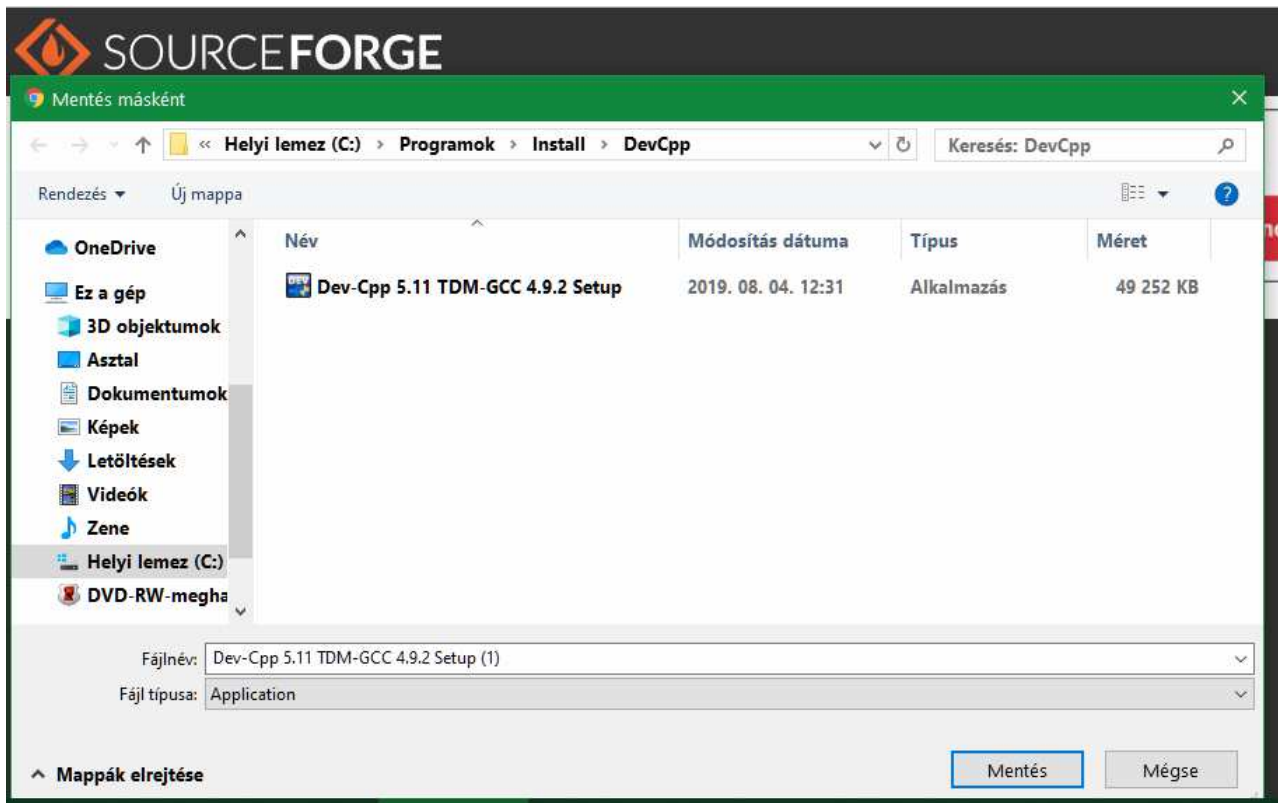 SOURCEFORGE
Mentés másként
« Helyi lemez (C:) › Programok › Install › DevCpp
Keresés: DevCpp
Rendezés
Új mappa
Név
Módosítás dátuma
Típus
Méret
Dev-Cpp 5.11 TDM-GCC 4.9.2 Setup
2019. 08. 04. 12:31
Alkalmazás
49 252 KB
OneDrive
Ez a gép
3D objektumok
Asztal
Dokumentumok
Képek
Letöltések
Videók
Zene
Helyi lemez (C:)
DVD-RW-megha
Fájlnév: Dev-Cpp 5.11 TDM-GCC 4.9.2 Setup (1)
Fájl típusa: Application
Mappák elrejtése
Mentés
Mégse